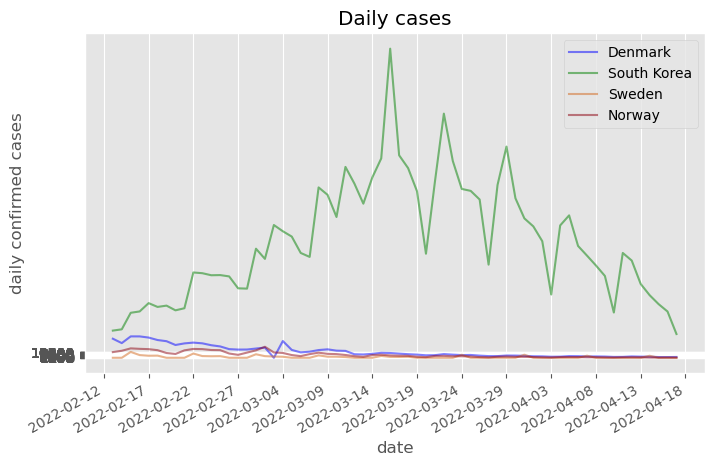 Daily cases
Denmark
South Korea
Sweden
Norway
daily confirmed cases
2022-02-12
2022-02-17
2022-02-22
2022-02-27
2022-03-04
2022-03-09
2022-03-14
2022-03-19
2022-03-24
2022-03-29
2022-04-03
2022-04-08
2022-04-13
2022-04-18
date